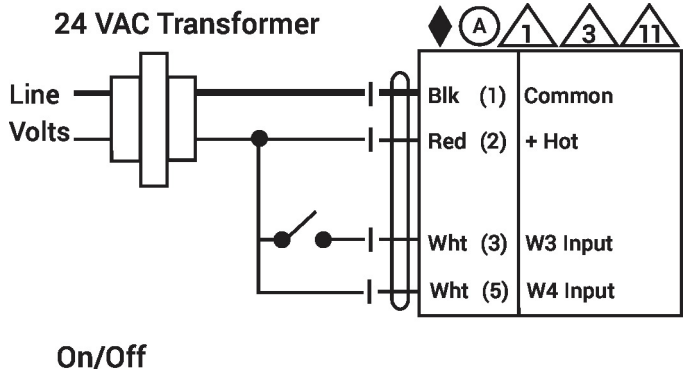 24 VAC Transformer
A 1 3 11
Line
Volts
Blk (1) Common
Red (2) + Hot
Wht (3) W3 Input
Wht (5) W4 Input
On/Off